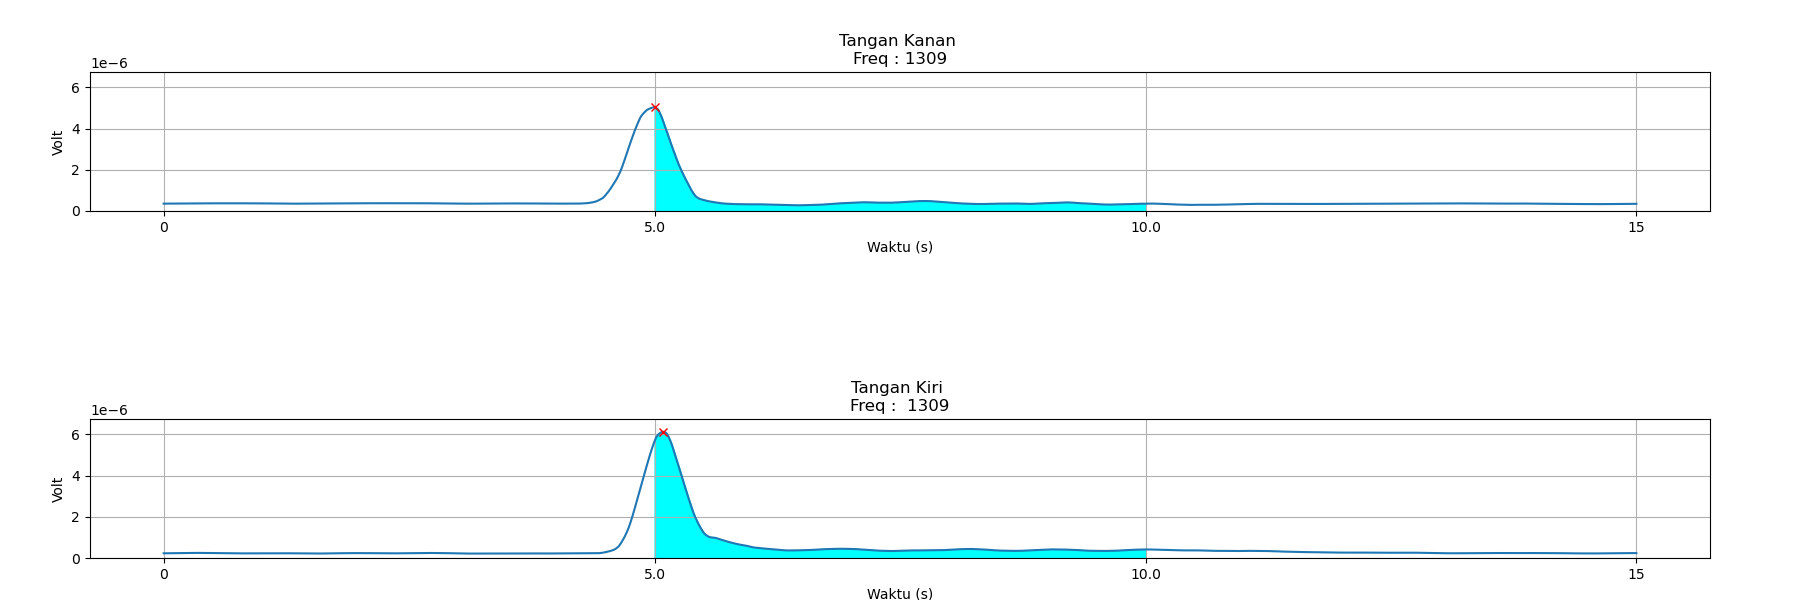 Tangan Kanan
Freq : 1309
1e−6
6
4
2
0
Volt
0 5.0 10.0 15
Waktu (s)
Tangan Kiri
Freq :  1309
1e−6
6
4
2
0
Volt
0 5.0 10.0 15
Waktu (s)